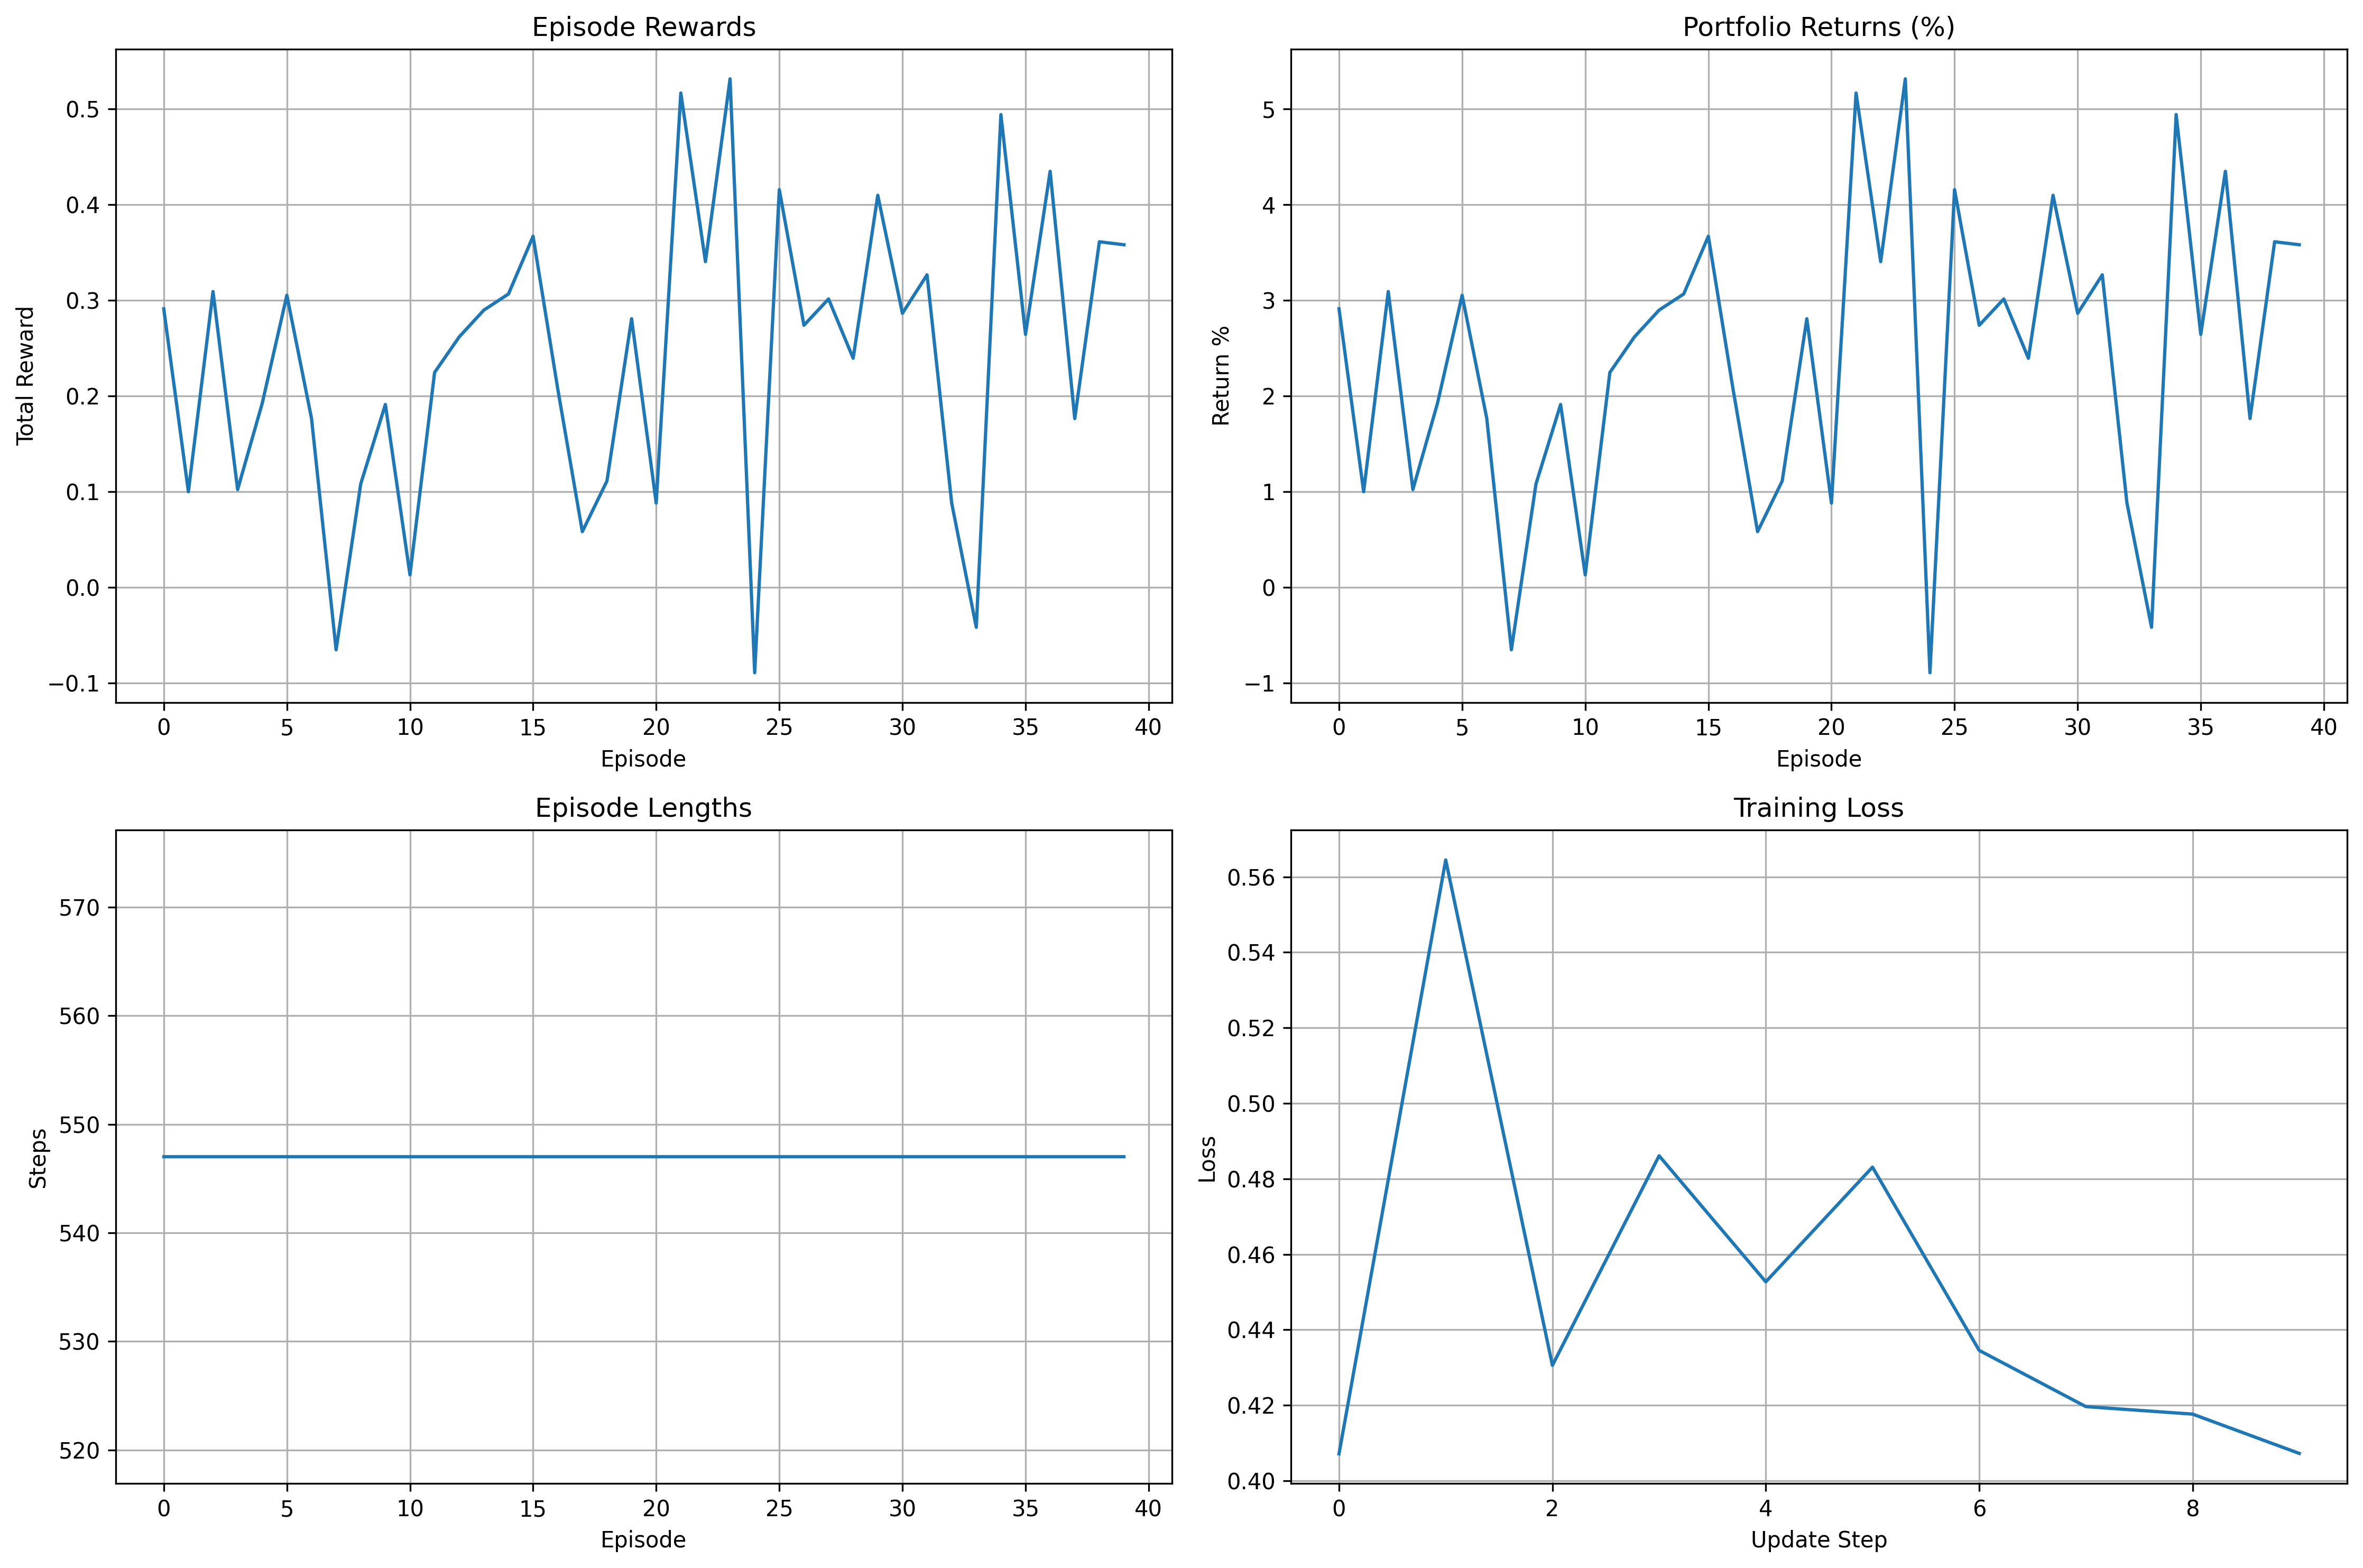 Episode Rewards
Total Reward
0.5
0.4
0.3
0.2
0.1
0.0
−0.1
0 5 10 15 20 25 30 35 40
Episode
Portfolio Returns (%)
Return %
5
4
3
2
1
0
−1
0 5 10 15 20 25 30 35 40
Episode
Episode Lengths
Steps
570
560
550
540
530
520
0 5 10 15 20 25 30 35 40
Episode
Training Loss
Loss
0.56
0.54
0.52
0.50
0.48
0.46
0.44
0.42
0.40
0 2 4 6 8
Update Step